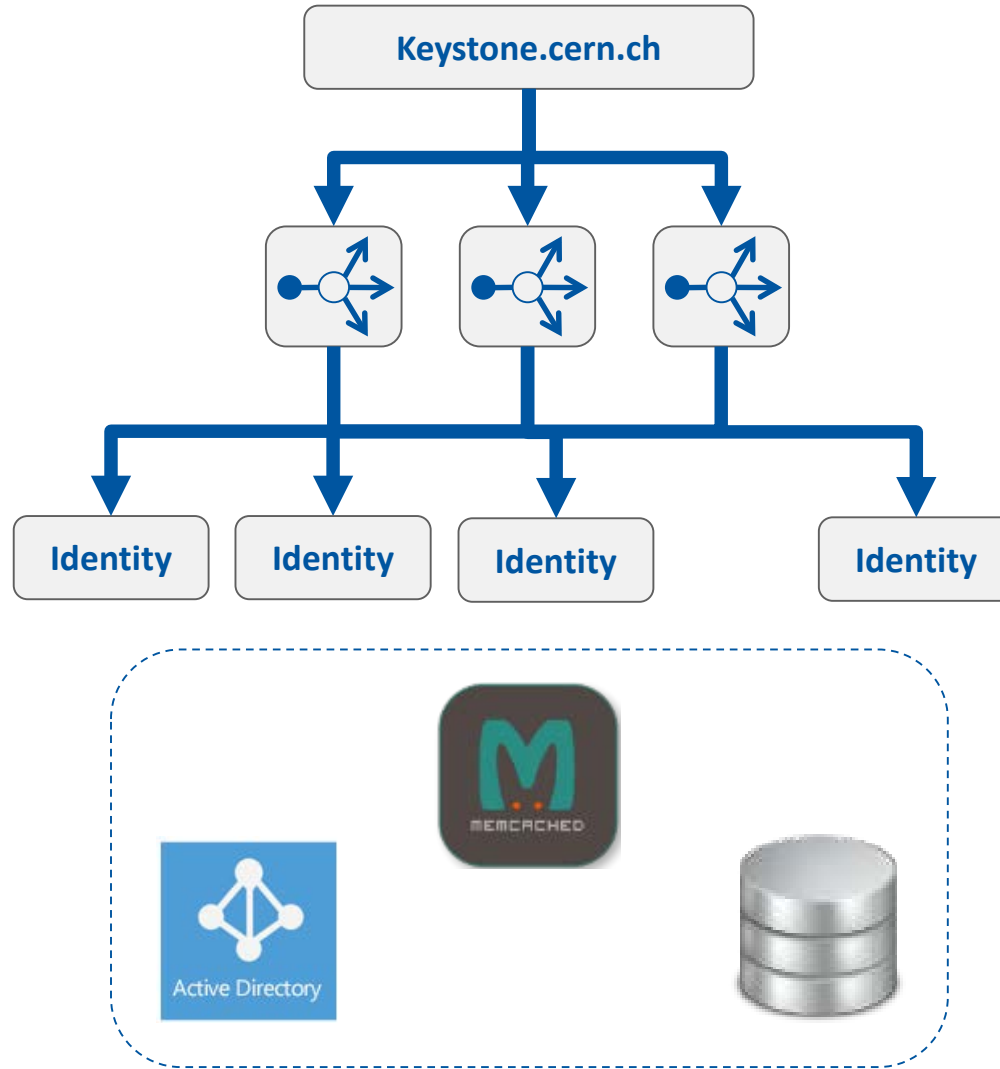 Keystone.cern.ch
Identity
Identity
Identity
Identity
MEMCACHED
Active Directory